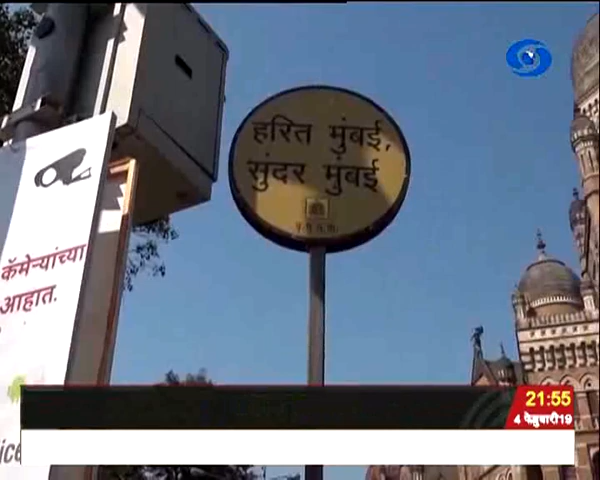 हरित मुंबई,
सुंदर मुंबई
कॅमेऱ्यांच्या
आहात.
21:55
4 फेब्रुवारी19